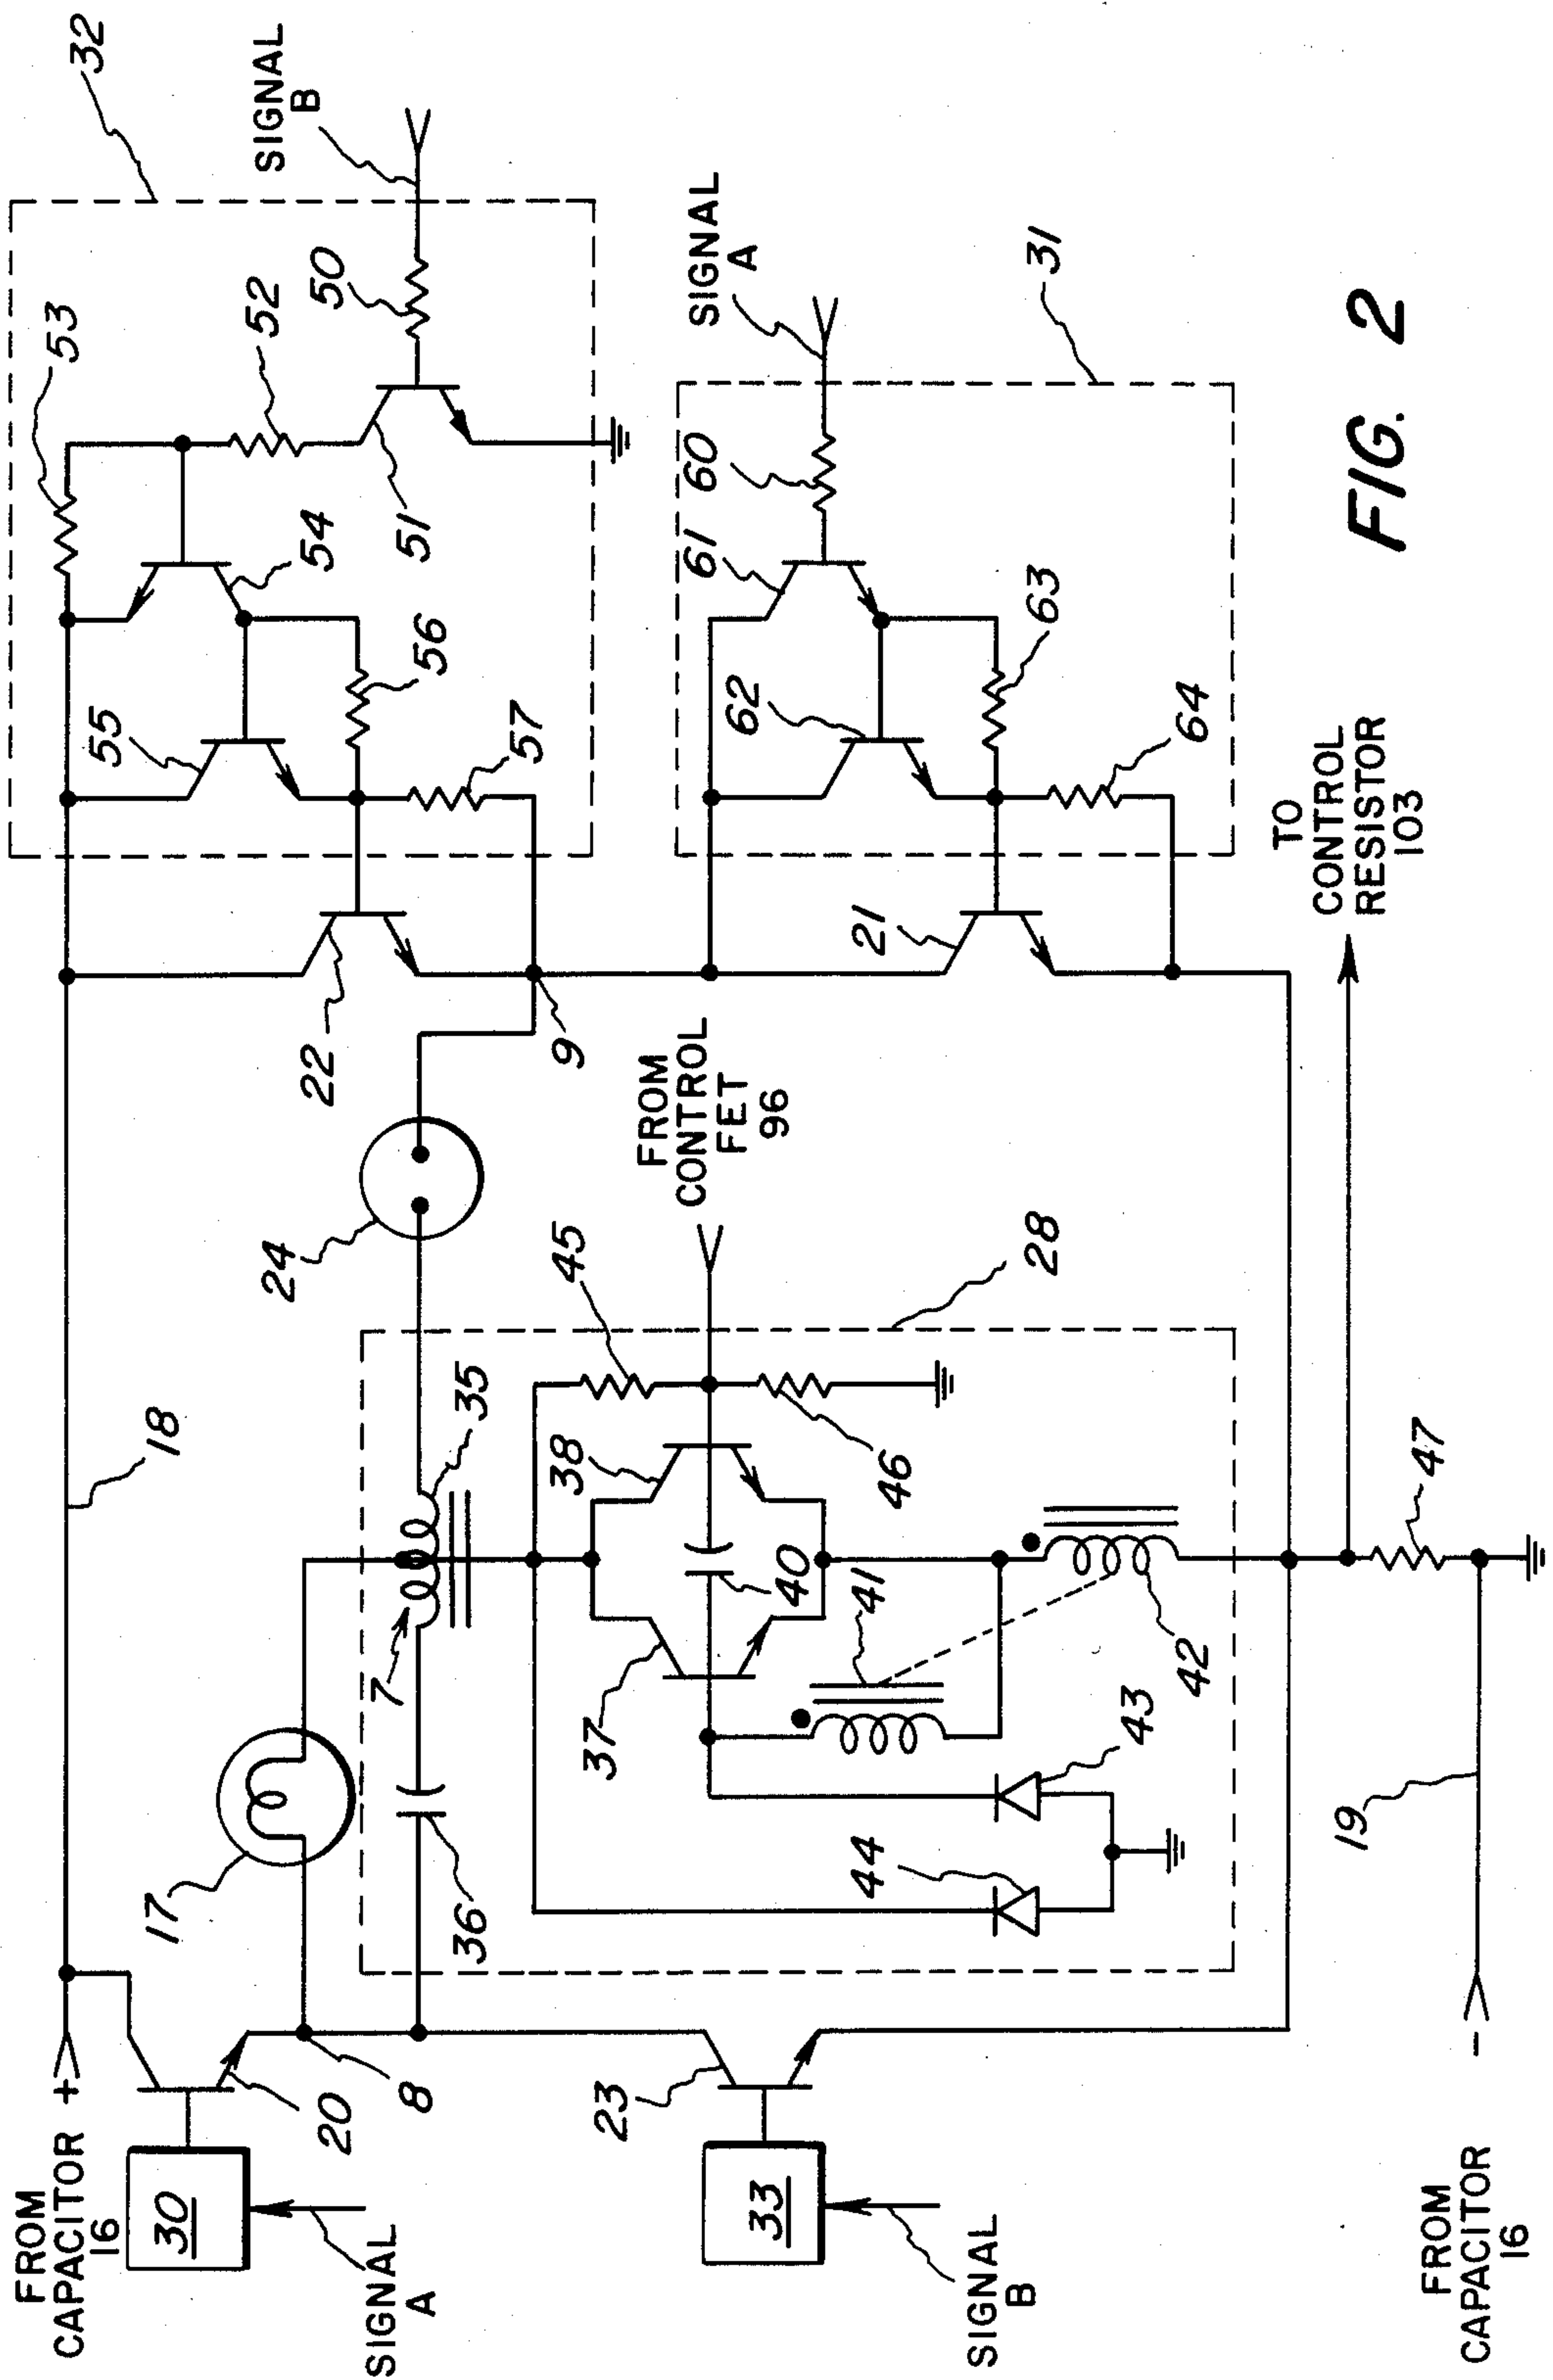 FROM
CAPACITOR +
16
30
SIGNAL
A
20
8
17
18
24
22
55
54
53
52
50
51
56
57
32
SIGNAL
B
9
7
35
36
28
45
38
37
40
41
42
43
44
46
FROM
CONTROL
FET
96
21
62
61
60
63
64
SIGNAL
A
31
23
33
SIGNAL
B
TO
CONTROL
RESISTOR
103
47
19
FROM
CAPACITOR -
16
FIG. 2